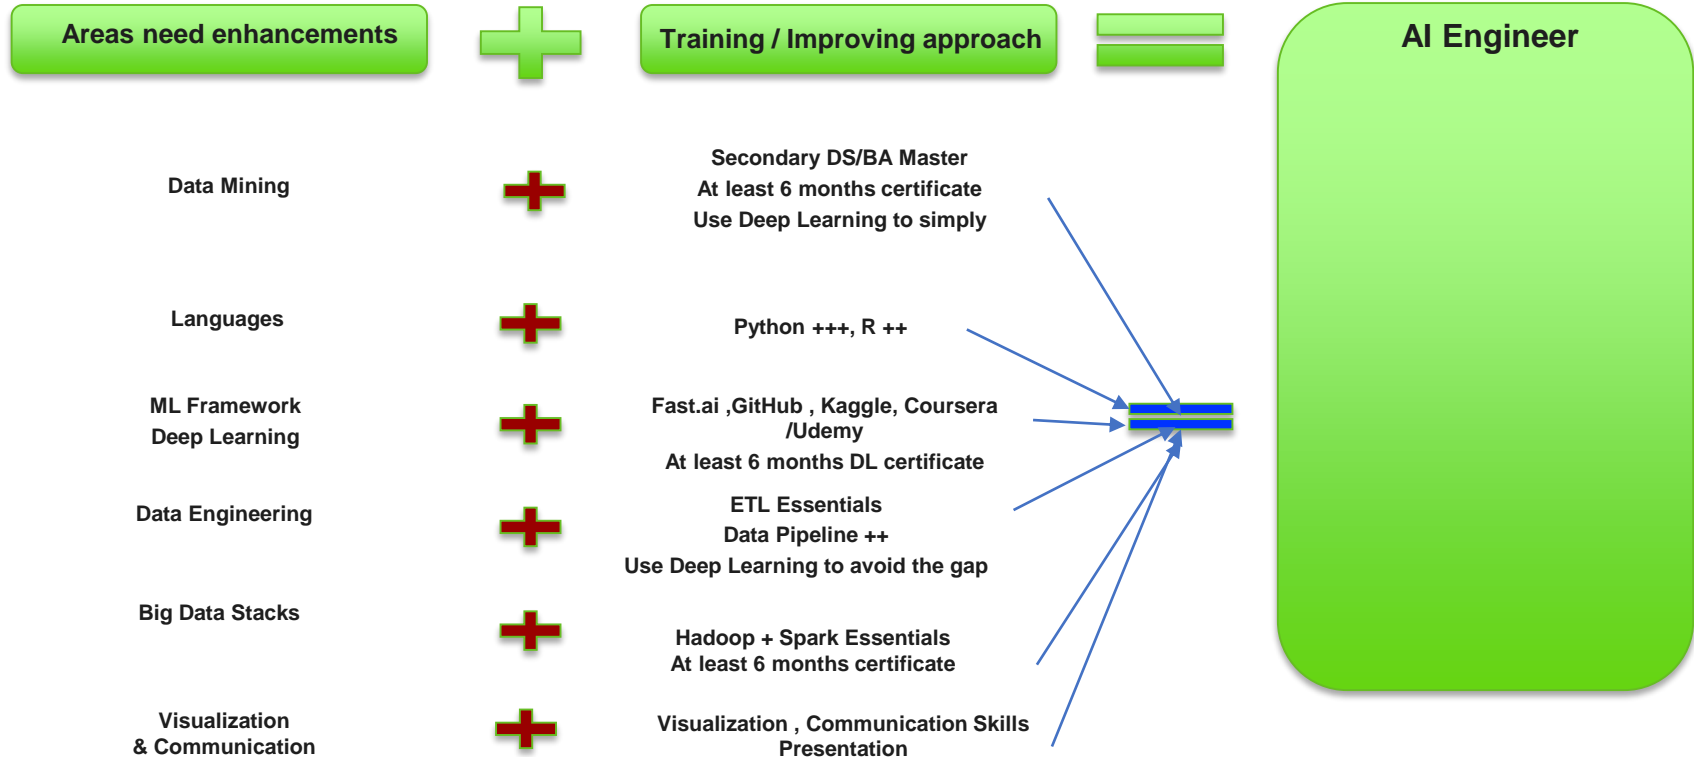 Areas need enhancements
Training / Improving approach
AI Engineer
Data Mining
Secondary DS/BA Master
At least 6 months certificate
Use Deep Learning to simply
Languages
Python +++, R ++
ML Framework
Deep Learning
Fast.ai ,GitHub , Kaggle, Coursera
/Udemy
At least 6 months DL certificate
Data Engineering
ETL Essentials
Data Pipeline ++
Use Deep Learning to avoid the gap
Big Data Stacks
Hadoop + Spark Essentials
At least 6 months certificate
Visualization
& Communication
Visualization , Communication Skills
Presentation